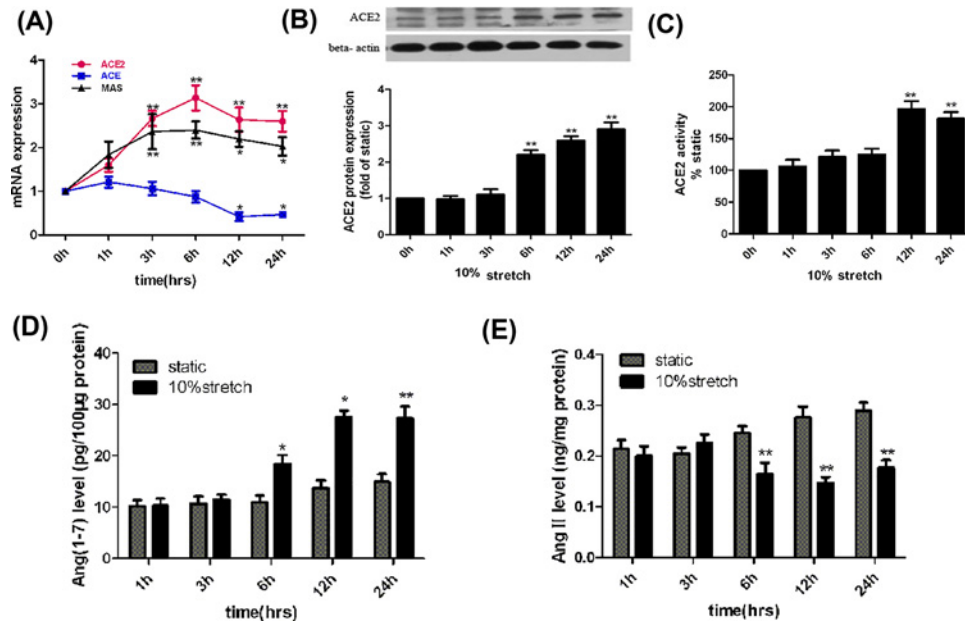 (A)
ACE2
ACE
MAS
mRNA expression
4
3
2
1
0
** ** ** **
** ** * *
* *
0h 1h 3h 6h 12h 24h
time(hrs)
(B)
ACE2
beta- actin
ACE2 protein expression
(fold of static)
4
3
2
1
0
** ** **
0h 1h 3h 6h 12h 24h
10% stretch
(C)
ACE2 activity
% static
250
200
150
100
50
0
** **
0h 1h 3h 6h 12h 24h
10% stretch
(D)
Ang(1-7) level (pg/100μg protein)
static
10%stretch
40
30
20
10
0
* * **
1h 3h 6h 12h 24h
time(hrs)
(E)
Ang II level (ng/mg protein)
static
10%stretch
0.4
0.3
0.2
0.1
0.0
** ** **
1h 3h 6h 12h 24h
time(hrs)